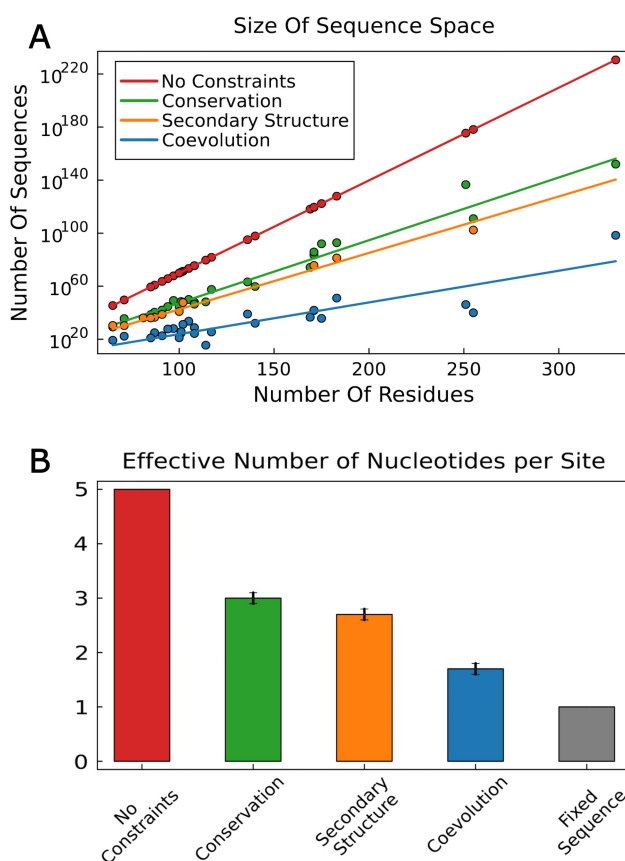 A
Size Of Sequence Space
Number Of Sequences
10^220
10^180
10^140
10^100
10^60
10^20
No Constraints
Conservation
Secondary Structure
Coevolution
100 150 200 250 300
Number Of Residues
B
Effective Number of Nucleotides per Site
5
4
3
2
1
0
No
Constraints
Conservation
Secondary
Structure
Coevolution
Fixed
Sequence